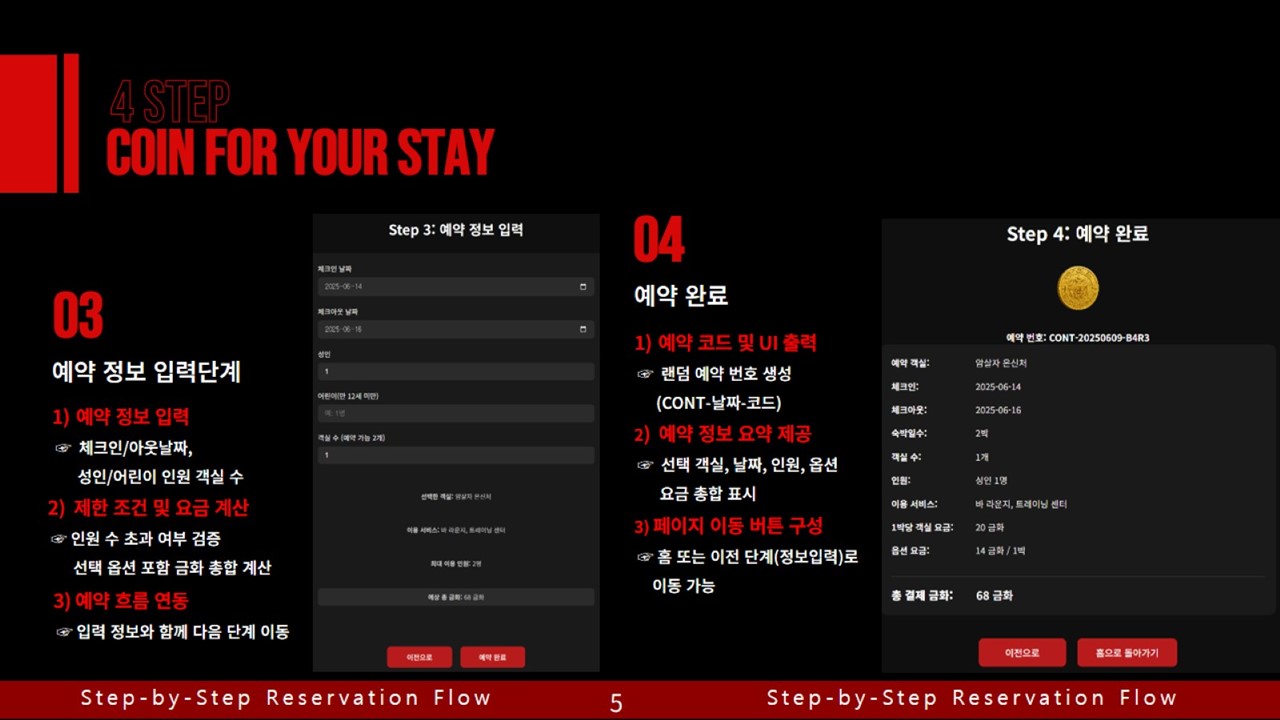 4 STEP
COIN FOR YOUR STAY
03
예약 정보 입력단계
1) 예약 정보 입력
☞ 체크인/아웃날짜,
성인/어린이 인원 객실 수
2) 제한 조건 및 요금 계산
☞ 인원 수 초과 여부 검증
선택 옵션 포함 금화 총합 계산
3) 예약 흐름 연동
☞ 입력 정보와 함께 다음 단계 이동
Step 3: 예약 정보 입력
체크인 날짜
2025-06-14
체크아웃 날짜
2025-06-16
성인
1
어린이(만 12세 미만)
예: 1명
객실 수 (예약 가능 2개)
1
선택된 객실: 암살자 은신처
이용 서비스: 바 라운지, 트레이닝 센터
최대 이용 인원: 2명
예상 총 금화: 68 금화
이전으로
예약 완료
04
예약 완료
1) 예약 코드 및 UI 출력
☞ 랜덤 예약 번호 생성
(CONT-날짜-코드)
2) 예약 정보 요약 제공
☞ 선택 객실, 날짜, 인원, 옵션
요금 총합 표시
3) 페이지 이동 버튼 구성
☞ 홈 또는 이전 단계(정보입력)로
이동 가능
Step 4: 예약 완료
예약 번호: CONT-20250609-B4R3
예약 객실: 암살자 은신처
체크인: 2025-06-14
체크아웃: 2025-06-16
숙박일수: 2박
객실 수: 1개
인원: 성인 1명
이용 서비스: 바 라운지, 트레이닝 센터
1박당 객실 요금: 20 금화
옵션 요금: 14 금화 / 1박
총 결제 금화: 68 금화
이전으로
홈으로 돌아가기
Step-by-Step Reservation Flow
5
Step-by-Step Reservation Flow